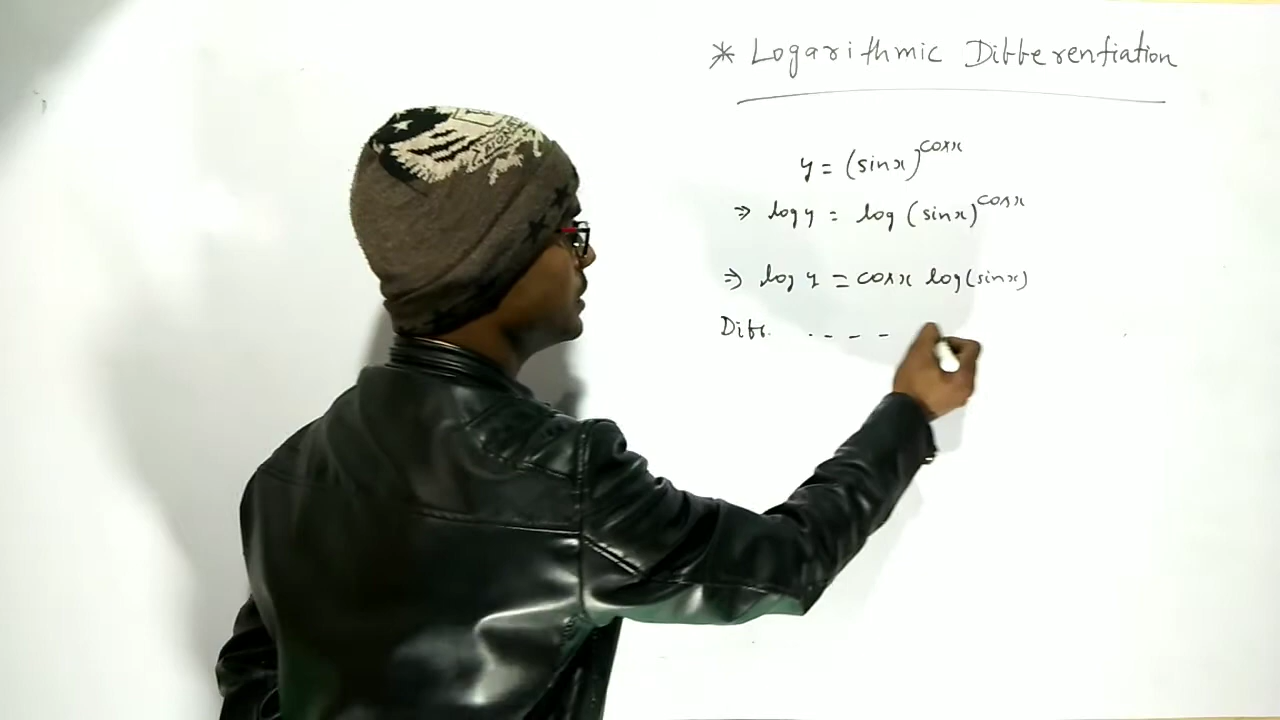 * Logarithmic Differentiation
y = (sinx)^cosx
⇒ log y = log (sinx)^cosx
⇒ log y = cosx log(sinx)
Diff. . - - -